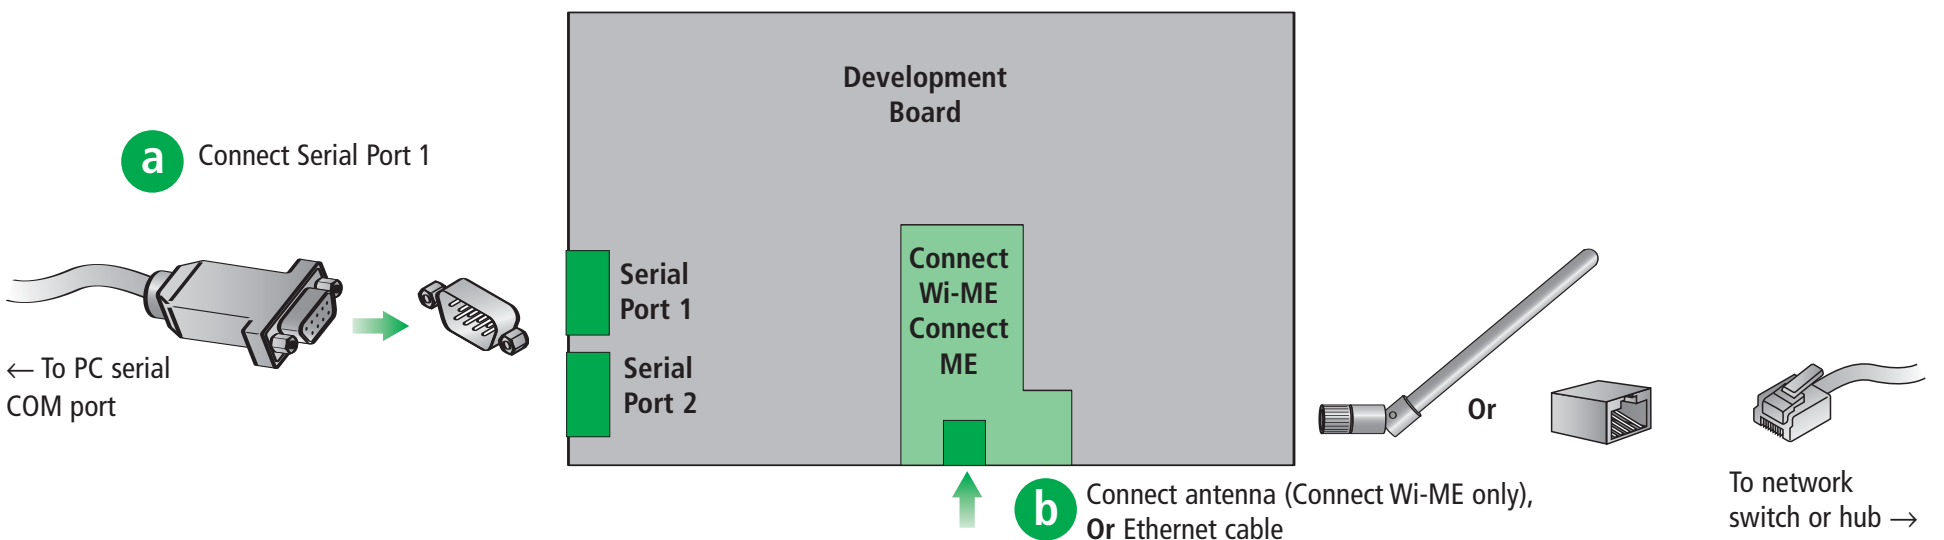 Development
Board
a
Connect Serial Port 1
Serial
Port 1
Serial
Port 2
Connect
Wi-ME
Connect
ME
← To PC serial
COM port
Or
b
Connect antenna (Connect Wi-ME only),
Or Ethernet cable
To network
switch or hub →